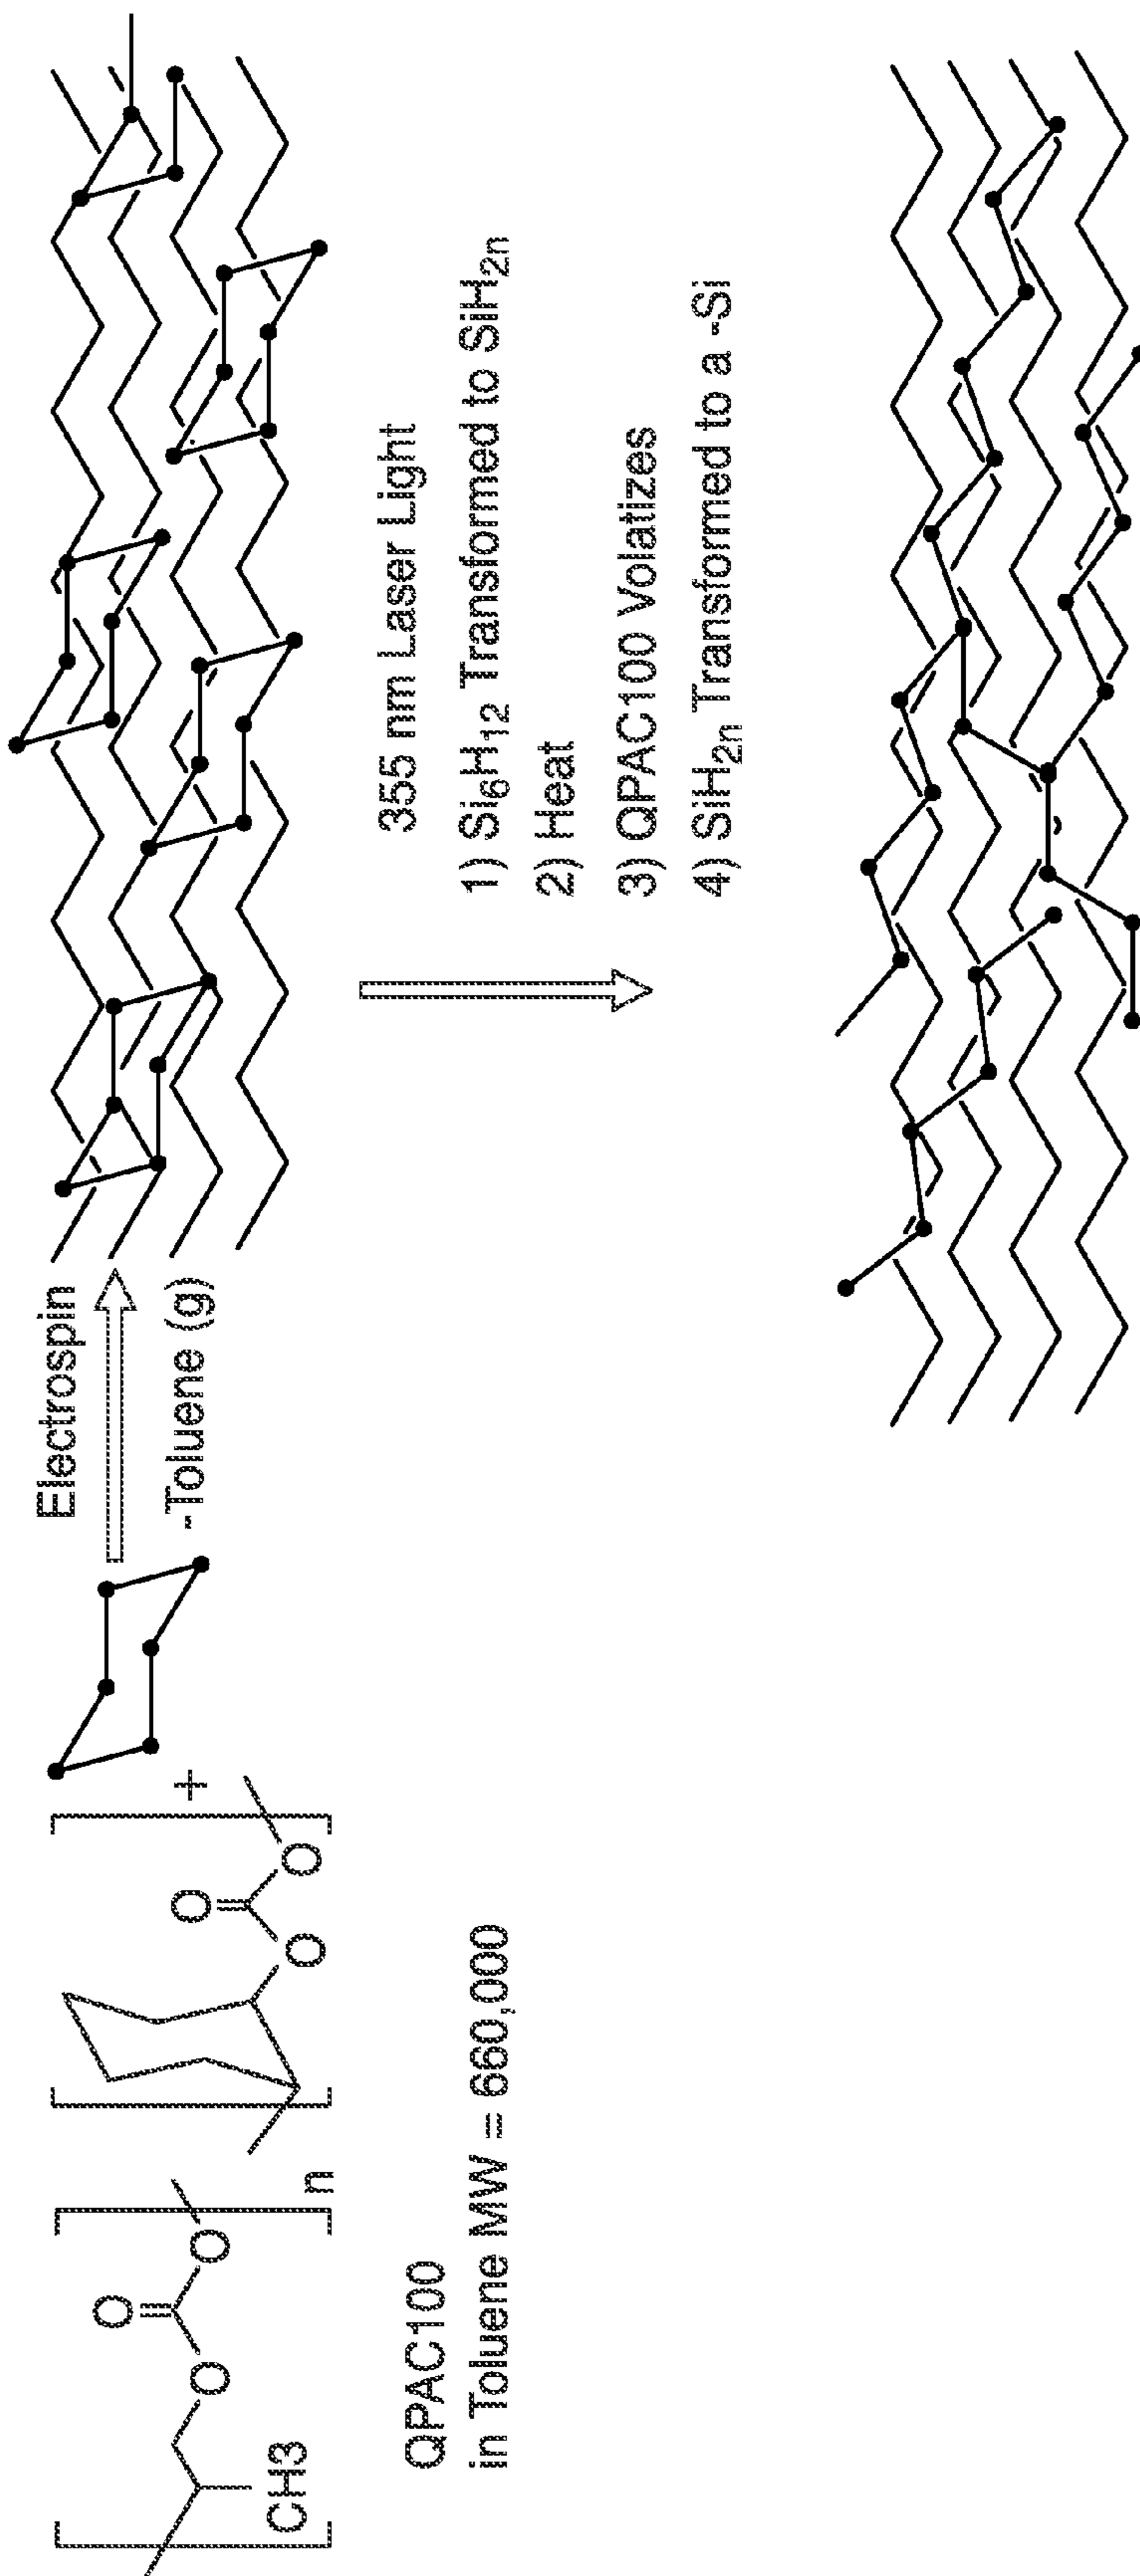 CH3
O
O
O
n
O
O
O
+
QPAC100
in Toluene MW = 660,000
Electrospin
-Toluene (g)
355 nm Laser Light
1) Si₆H₁₂ Transformed to SiH₂ₙ
2) Heat
3) QPAC100 Volatizes
4) SiH₂ₙ Transformed to a -Si